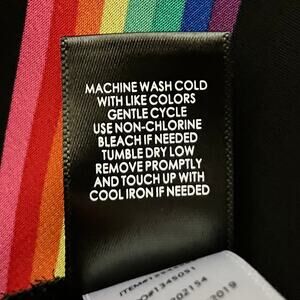 MACHINE WASH COLD
WITH LIKE COLORS
GENTLE CYCLE
USE NON-CHLORINE
BLEACH IF NEEDED
TUMBLE DRY LOW
REMOVE PROMPTLY
AND TOUCH UP WITH
COOL IRON IF NEEDED
2019